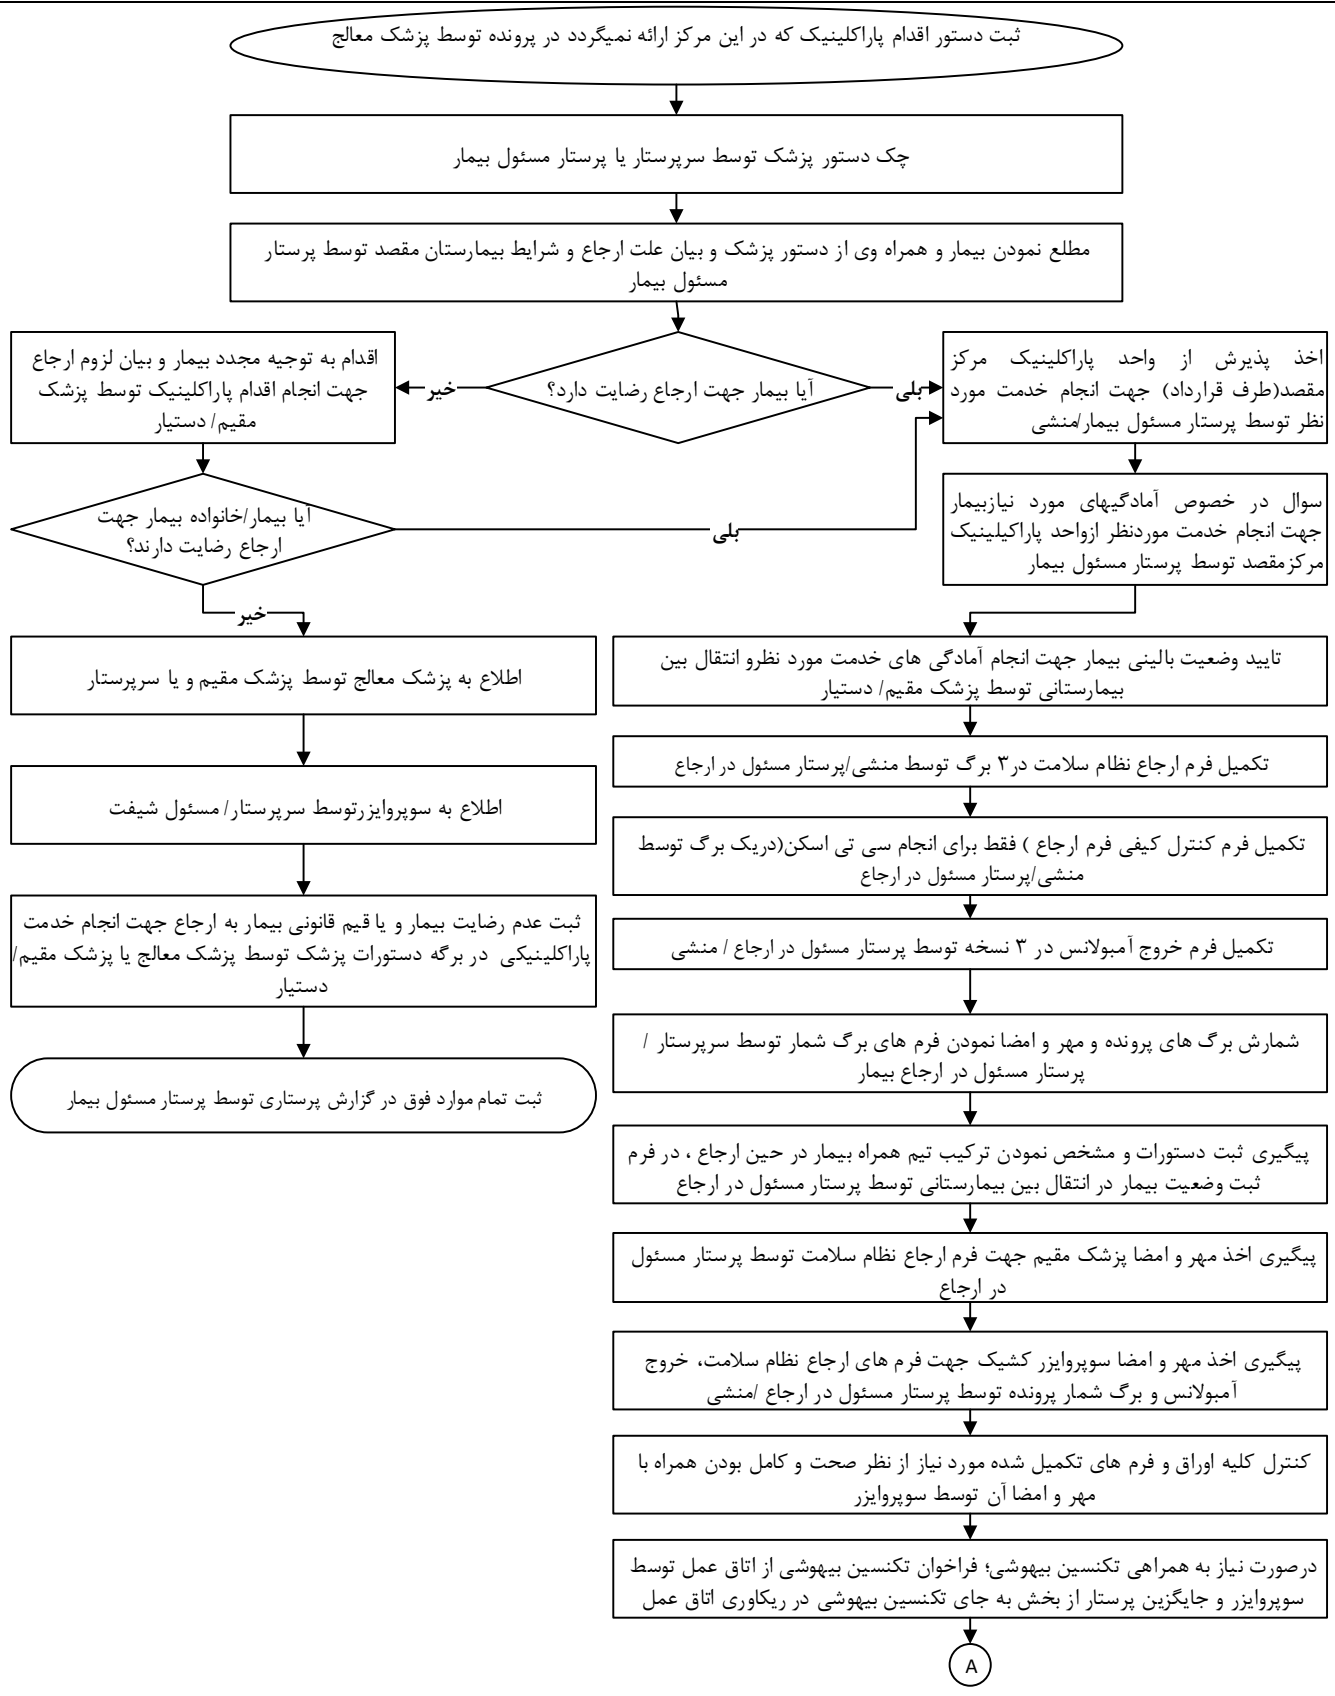 ثبت دستور اقدام پاراکلینیک که در این مرکز ارائه نمیگردد در پرونده توسط پزشک معالج
چک دستور پزشک توسط سرپرستار یا پرستار مسئول بیمار
مطلع نمودن بیمار و همراه وی از دستور پزشک و بیان علت ارجاع و شرایط بیمارستان مقصد توسط پرستار
مسئول بیمار
آیا بیمار جهت ارجاع رضایت دارد؟
بلی
خیر
اخذ پذیرش از واحد پاراکلینیک مرکز
مقصد(طرف قرارداد) جهت انجام خدمت مورد
نظر توسط پرستار مسئول بیمار/منشی
اقدام به توجیه مجدد بیمار و بیان لزوم ارجاع
جهت انجام اقدام پاراکلینیک توسط پزشک
مقیم/ دستیار
سوال در خصوص آمادگیهای مورد نیازبیمار
جهت انجام خدمت موردنظر ازواحد پاراکیلینیک
مرکزمقصد توسط پرستار مسئول بیمار
آیا بیمار/خانواده بیمار جهت
ارجاع رضایت دارند؟
بلی
خیر
تایید وضعیت بالینی بیمار جهت انجام آمادگی های خدمت مورد نظرو انتقال بین
بیمارستانی توسط پزشک مقیم/ دستیار
تکمیل فرم ارجاع نظام سلامت در۳ برگ توسط منشی/پرستار مسئول در ارجاع
تکمیل فرم کنترل کیفی فرم ارجاع ) فقط برای انجام سی تی اسکن(دریک برگ توسط
منشی/پرستار مسئول در ارجاع
تکمیل فرم خروج آمبولانس در ۳ نسخه توسط پرستار مسئول در ارجاع / منشی
شمارش برگ های پرونده و مهر و امضا نمودن فرم های برگ شمار توسط سرپرستار /
پرستار مسئول در ارجاع بیمار
پیگیری ثبت دستورات و مشخص نمودن ترکیب تیم همراه بیمار در حین ارجاع ، در فرم
ثبت وضعیت بیمار در انتقال بین بیمارستانی توسط پرستار مسئول در ارجاع
پیگیری اخذ مهر و امضا پزشک مقیم جهت فرم ارجاع نظام سلامت توسط پرستار مسئول
در ارجاع
پیگیری اخذ مهر و امضا سوپروایزر کشیک جهت فرم های ارجاع نظام سلامت، خروج
آمبولانس و برگ شمار پرونده توسط پرستار مسئول در ارجاع /منشی
کنترل کلیه اوراق و فرم های تکمیل شده مورد نیاز از نظر صحت و کامل بودن همراه با
مهر و امضا آن توسط سوپروایزر
درصورت نیاز به همراهی تکنسین بیهوشی؛ فراخوان تکنسین بیهوشی از اتاق عمل توسط
سوپروایزر و جایگزین پرستار از بخش به جای تکنسین بیهوشی در ریکاوری اتاق عمل
A
اطلاع به پزشک معالج توسط پزشک مقیم و یا سرپرستار
اطلاع به سوپروایزرتوسط سرپرستار/ مسئول شیفت
ثبت عدم رضایت بیمار و یا قیم قانونی بیمار به ارجاع جهت انجام خدمت
پاراکلینیکی در برگه دستورات پزشک توسط پزشک معالج یا پزشک مقیم/
دستیار
ثبت تمام موارد فوق در گزارش پرستاری توسط پرستار مسئول بیمار